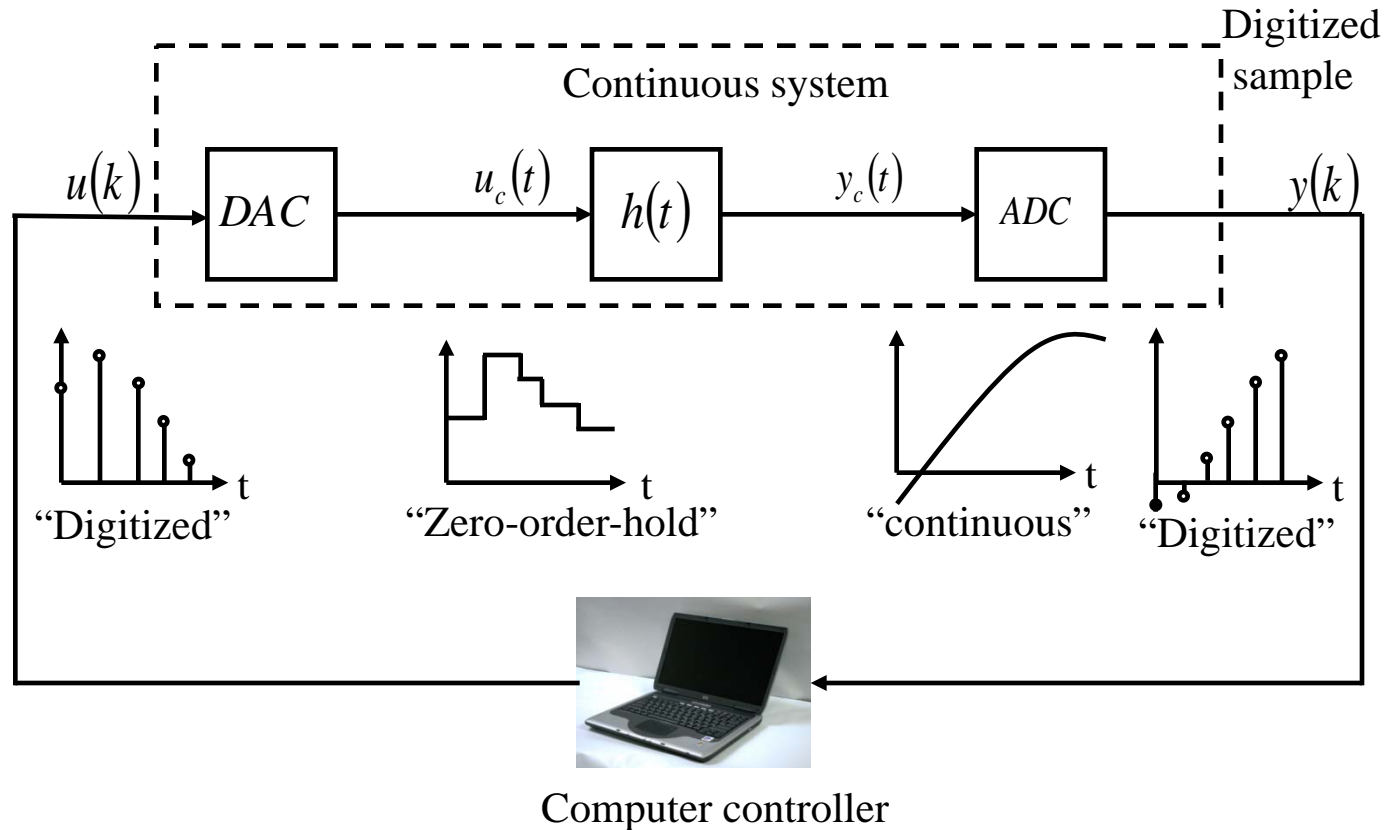 Digitized
sample
Continuous system
u(k)
DAC
u_c(t)
h(t)
y_c(t)
ADC
y(k)
t
“Digitized”
t
“Zero-order-hold”
t
“continuous”
t
“Digitized”
Computer controller